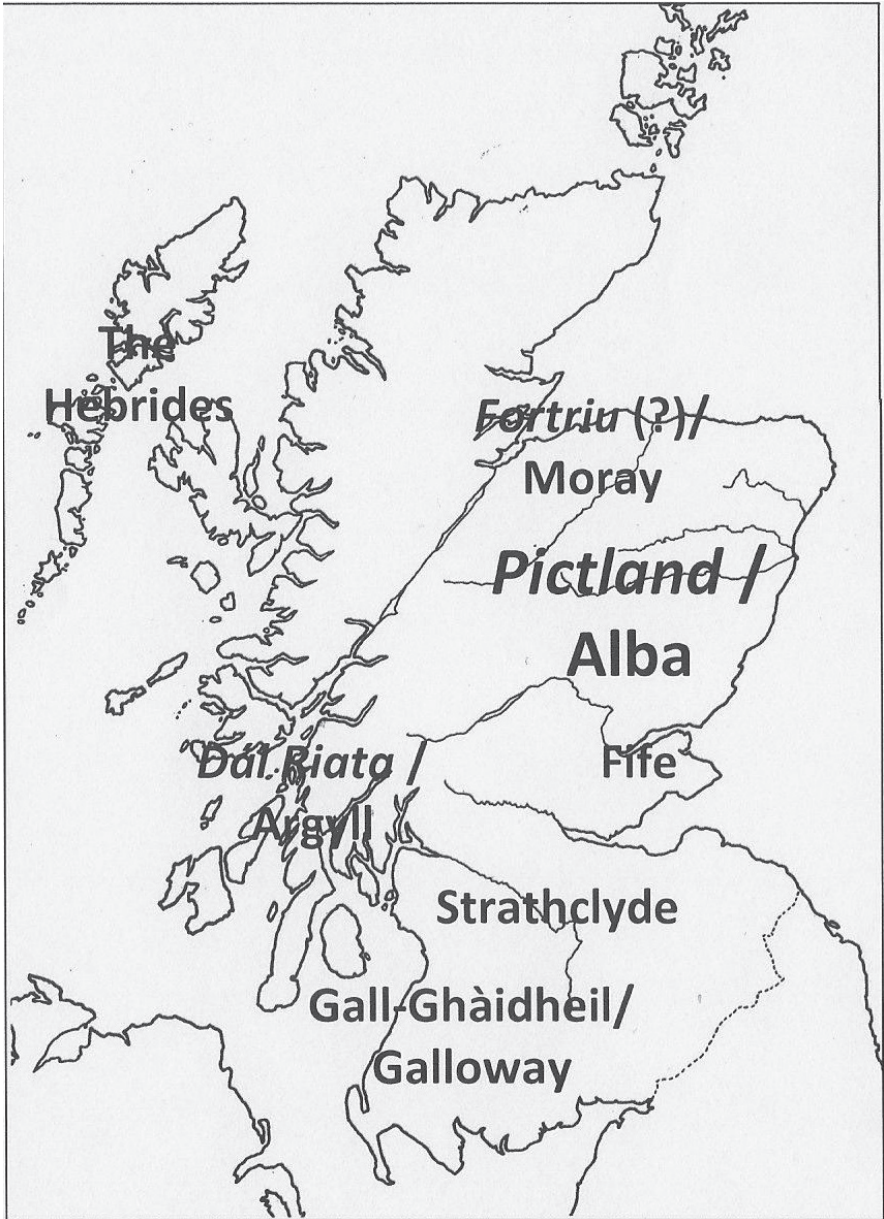 The
Hebrides
Fortriu (?)/
Moray
Pictland /
Alba
Dál Riata /
Argyll
Fife
Strathclyde
Gall-Ghàidheil/
Galloway